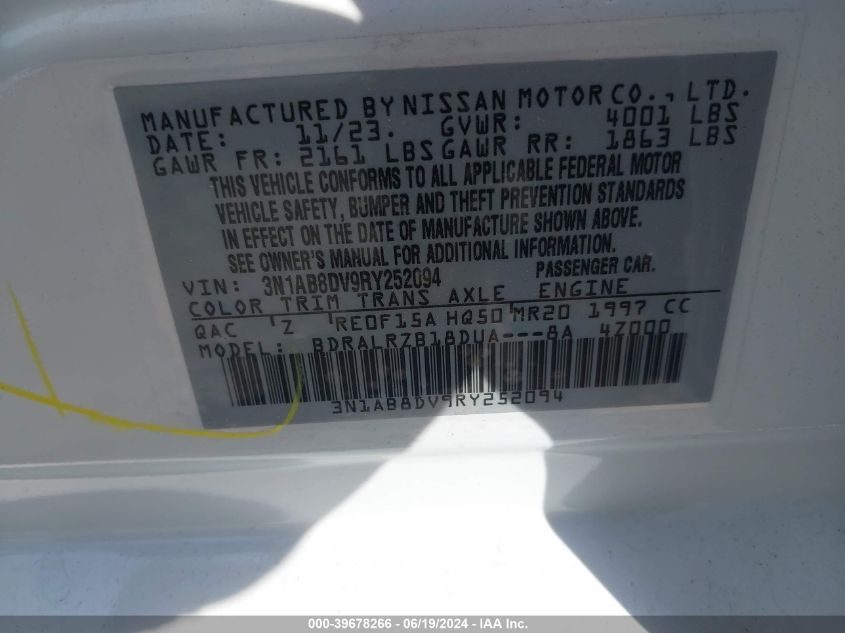 MANUFACTURED BY NISSAN MOTOR CO., LTD.
DATE: 11/23. GVWR: 4001 LBS
GAWR FR: 2161 LBS GAWR RR: 1863 LBS
THIS VEHICLE CONFORMS TO ALL APPLICABLE FEDERAL MOTOR
VEHICLE SAFETY, BUMPER AND THEFT PREVENTION STANDARDS
IN EFFECT ON THE DATE OF MANUFACTURE SHOWN ABOVE.
SEE OWNER'S MANUAL FOR ADDITIONAL INFORMATION.
VIN: 3N1AB8DV9RY252094 PASSENGER CAR.
COLOR TRIM TRANS AXLE ENGINE
QAC Z RE0F15A HQ50 MR20 1997 CC
MODEL: BDRALRZB18DUA---8A 4Z000
3N1AB8DV9RY252094
000-39678266 - 06/19/2024 - IAA Inc.